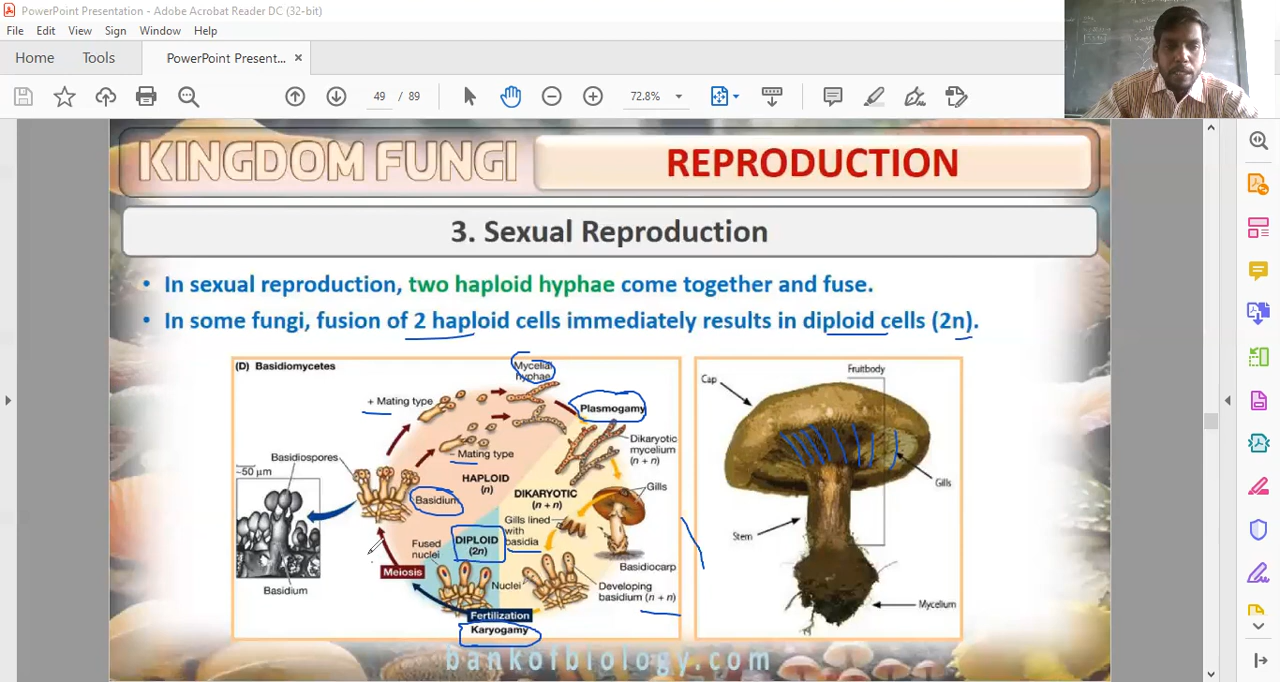 PowerPoint Presentation - Adobe Acrobat Reader DC (32-bit)
File Edit View Sign Window Help
Home Tools PowerPoint Present... ×
49 / 89 72.8%
KINGDOM FUNGI
REPRODUCTION
3. Sexual Reproduction
• In sexual reproduction, two haploid hyphae come together and fuse.
• In some fungi, fusion of 2 haploid cells immediately results in diploid cells (2n).
(D) Basidiomycetes
Mycelial
hyphae
+ Mating type
Plasmogamy
- Mating type
Dikaryotic
mycelium
(n + n)
Basidiospores
~50 µm
HAPLOID
(n)
DIKARYOTIC
(n + n)
Gills
Basidium
Gills lined
with
basidia
Fused
nuclei
DIPLOID
(2n)
Basidiocarp
Meiosis
Nuclei
Developing
basidium (n + n)
Basidium
Fertilization
Karyogamy
Fruitbody
Cap
Gills
Stem
Mycelium
bankofbiology.com